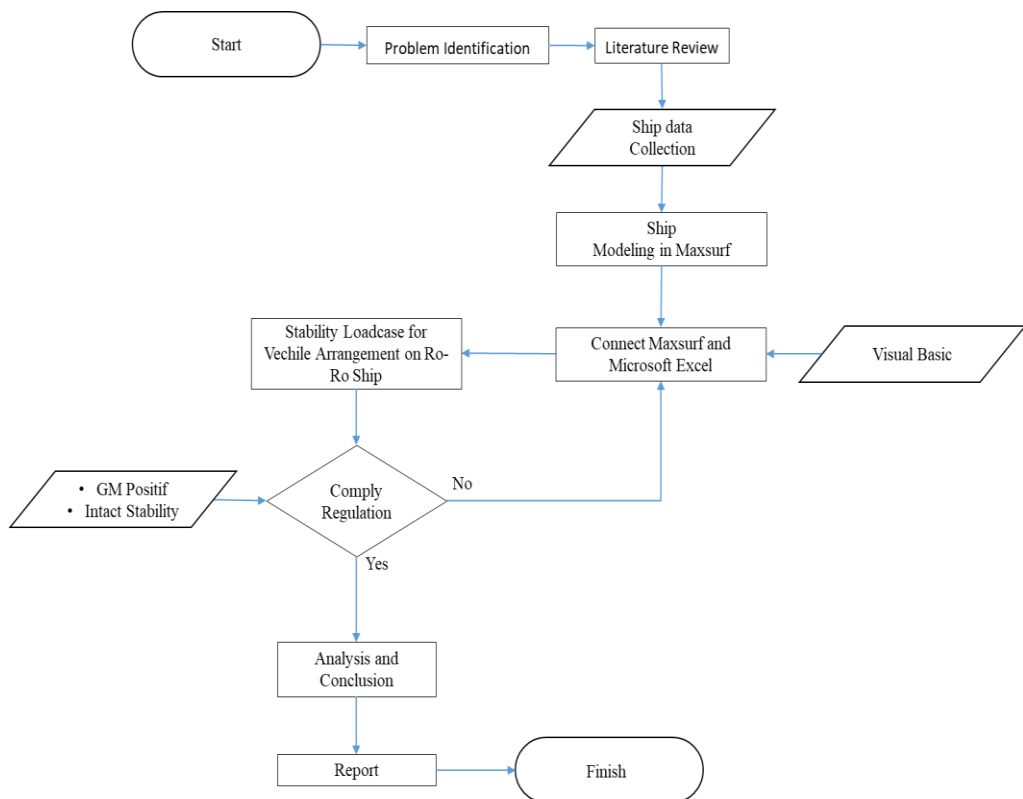 Start
Problem Identification
Literature Review
Ship data
Collection
Ship
Modeling in Maxsurf
Stability Loadcase for
Vechile Arrangement on Ro-
Ro Ship
Connect Maxsurf and
Microsoft Excel
Visual Basic
• GM Positif
• Intact Stability
Comply
Regulation
No
Yes
Analysis and
Conclusion
Report
Finish